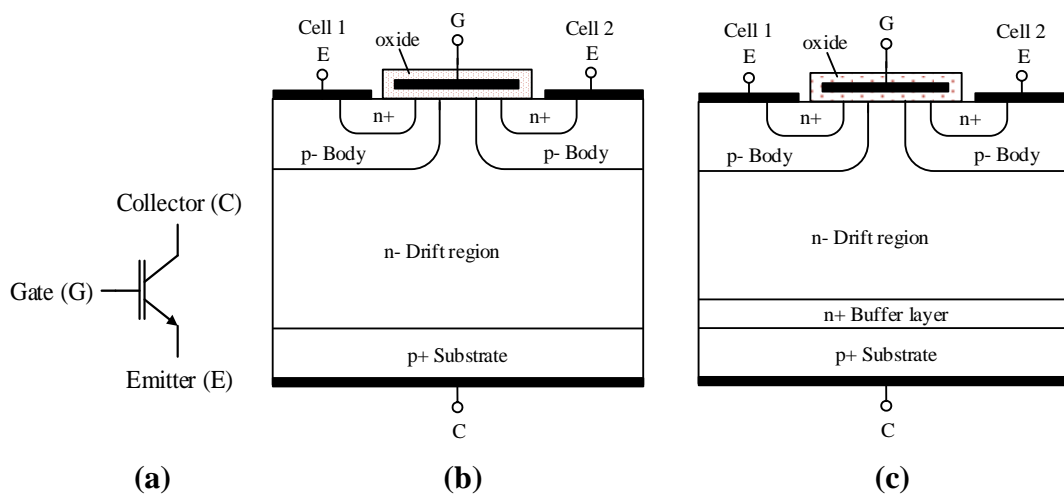 Collector (C)
Gate (G)
Emitter (E)
(a)
Cell 1
E
oxide
G
Cell 2
E
n+
n+
p- Body
p- Body
n- Drift region
p+ Substrate
C
(b)
Cell 1
E
oxide
G
Cell 2
E
n+
n+
p- Body
p- Body
n- Drift region
n+ Buffer layer
p+ Substrate
C
(c)